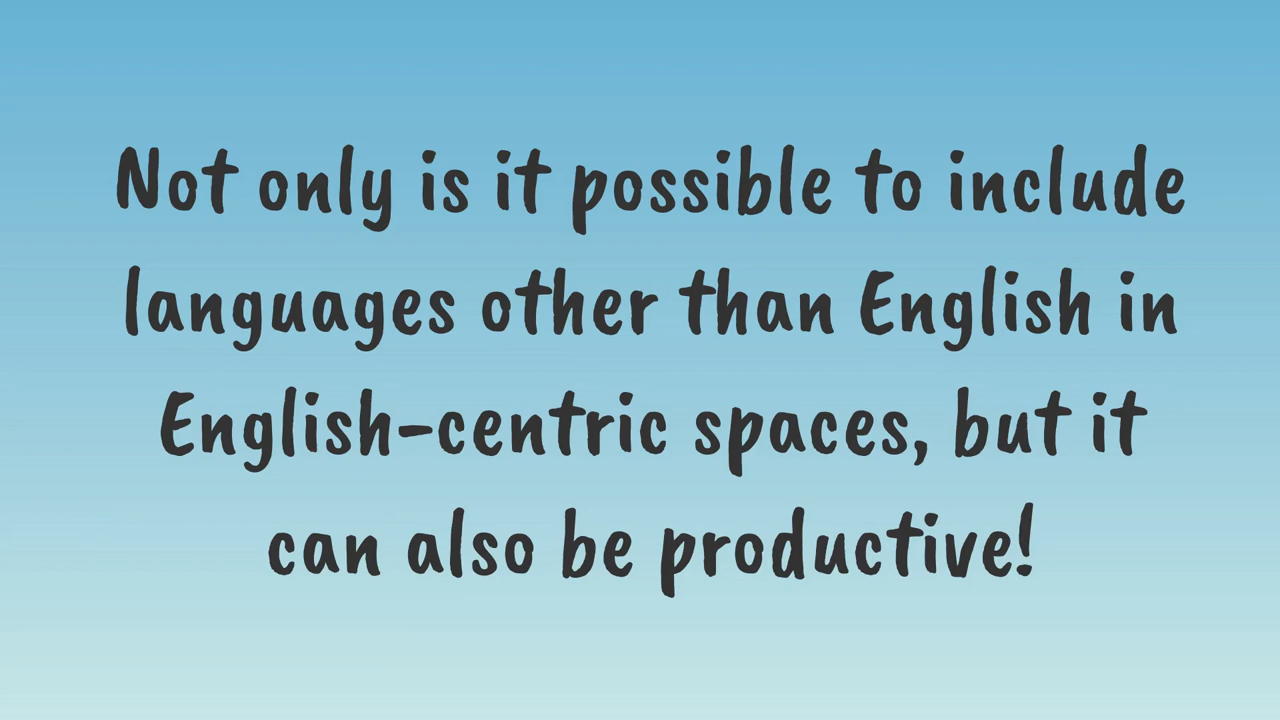 Not only is it possible to include
languages other than English in
English-centric spaces, but it
can also be productive!